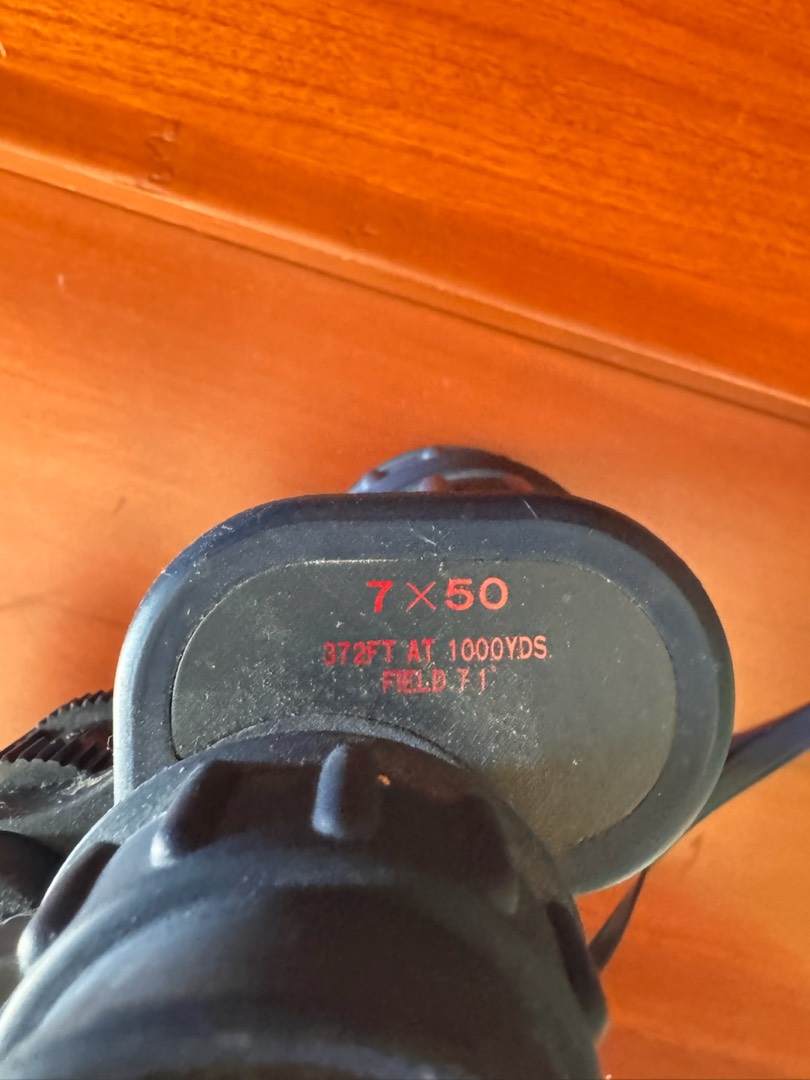 7×50
372FT AT 1000YDS
FIELD 7.1°